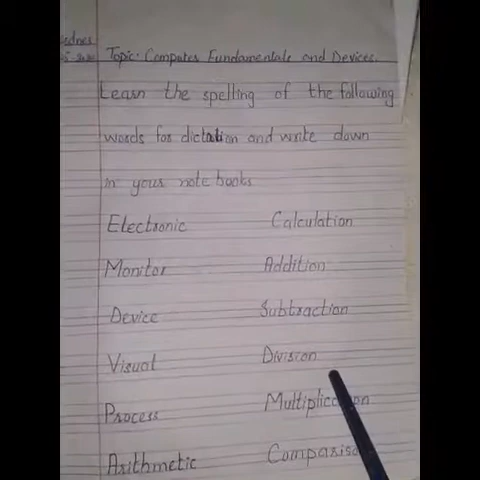 Topic: Computer Fundamentals and Devices.
Learn the spelling of the following
words for dictation and write down
in your note books
Electronic Calculation
Monitor Addition
Device Subtraction
Visual Division
Process
Arithmetic